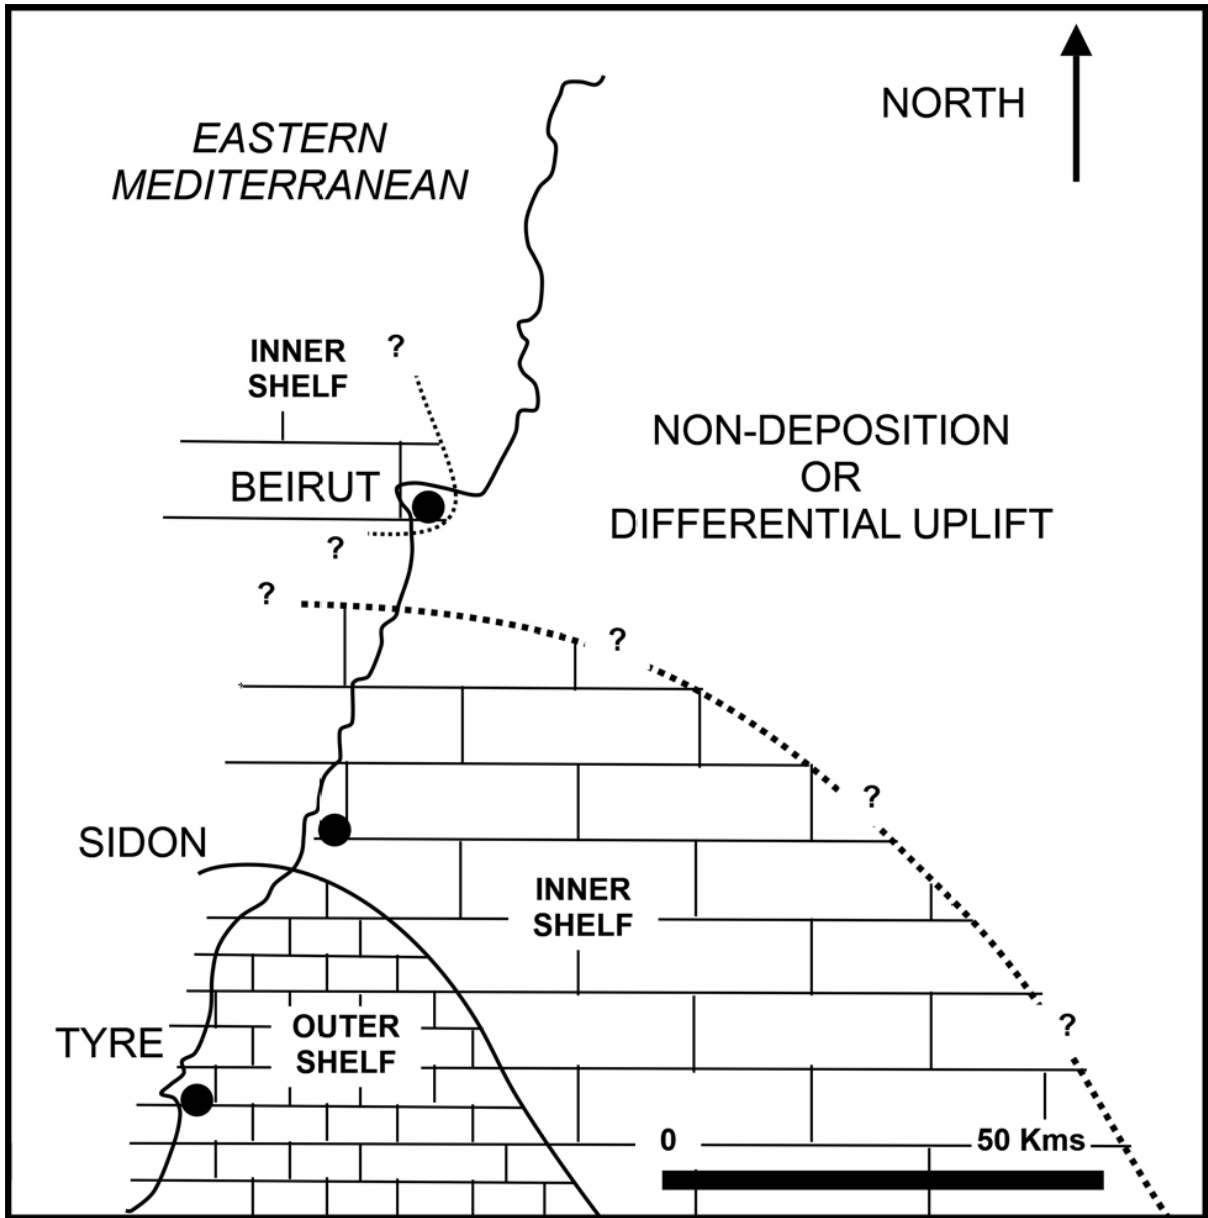 NORTH
EASTERN
MEDITERRANEAN
INNER
SHELF
?
NON-DEPOSITION
OR
DIFFERENTIAL UPLIFT
BEIRUT
?
?
?
?
SIDON
INNER
SHELF
OUTER
SHELF
TYRE
?
0
50 Kms